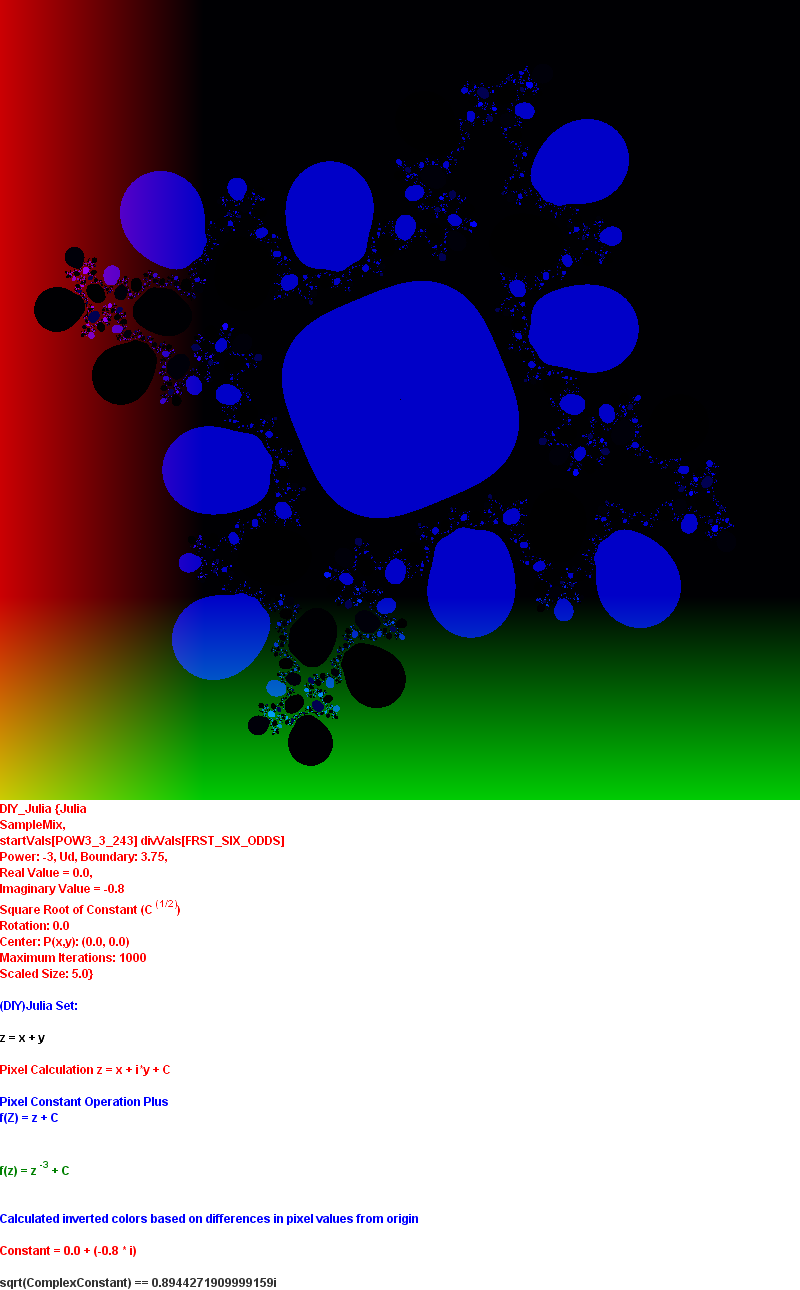 DIY_Julia {Julia
SampleMix,
startVals[POW3_3_243] divVals[FRST_SIX_ODDS]
Power: -3, Ud, Boundary: 3.75,
Real Value = 0.0,
Imaginary Value = -0.8
Square Root of Constant (C (1/2))
Rotation: 0.0
Center: P(x,y): (0.0, 0.0)
Maximum Iterations: 1000
Scaled Size: 5.0}
(DIY)Julia Set:
z = x + y
Pixel Calculation z = x + i*y + C
Pixel Constant Operation Plus
f(Z) = z + C
f(z) = z -3 + C
Calculated inverted colors based on differences in pixel values from origin
Constant = 0.0 + (-0.8 * i)
sqrt(ComplexConstant) == 0.8944271909999159i